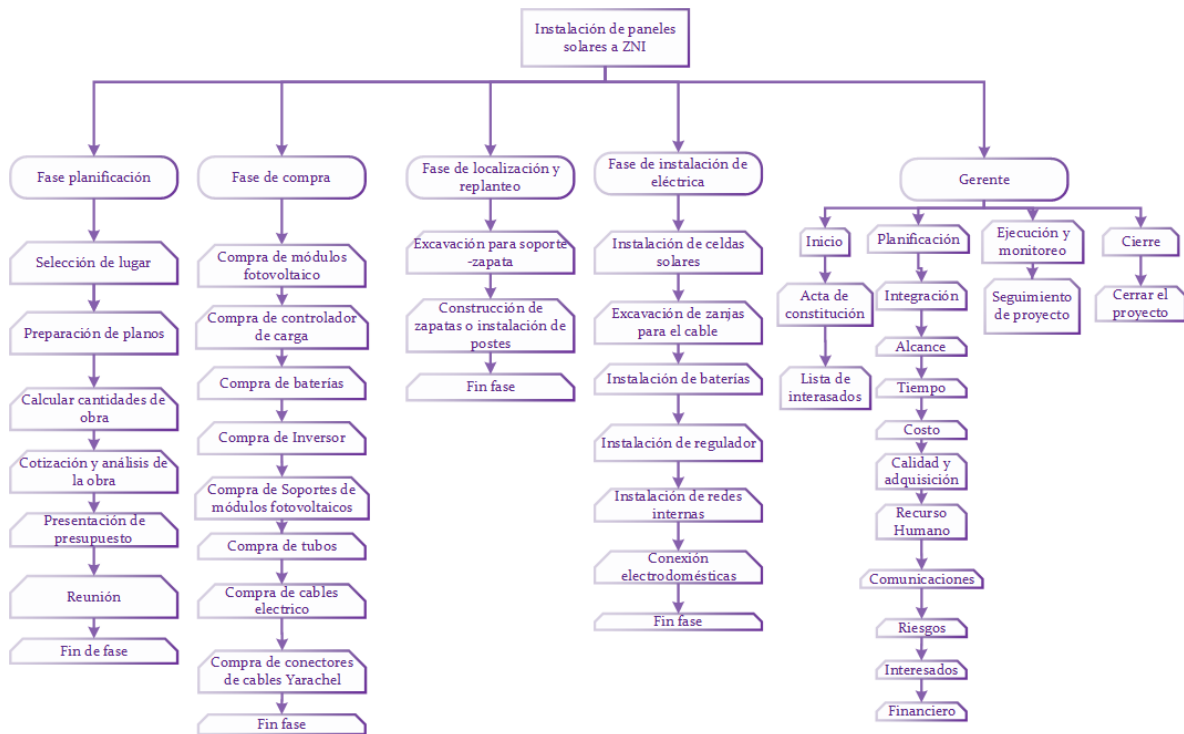 Instalación de paneles
solares a ZNI
Fase planificación
Selección de lugar
Preparación de planos
Calcular cantidades de
obra
Cotización y análisis de
la obra
Presentación de
presupuesto
Reunión
Fin de fase
Fase de compra
Compra de módulos
fotovoltaico
Compra de controlador
de carga
Compra de baterías
Compra de Inversor
Compra de Soportes de
módulos fotovoltaicos
Compra de tubos
Compra de cables
electrico
Compra de conectores
de cables Yarachel
Fin fase
Fase de localización y
replanteo
Excavación para soporte
-zapata
Construcción de
zapatas o instalación de
postes
Fin fase
Fase de instalación de
eléctrica
Instalación de celdas
solares
Excavación de zanjas
para el cable
Instalación de baterías
Instalación de regulador
Instalación de redes
internas
Conexión
electrodomésticas
Fin fase
Gerente
Inicio
Acta de
constitución
Lista de
interasados
Planificación
Integración
Alcance
Tiempo
Costo
Calidad y
adquisición
Recurso
Humano
Comunicaciones
Riesgos
Interesados
Financiero
Ejecución y
monitoreo
Seguimiento
de proyecto
Cierre
Cerrar el
proyecto